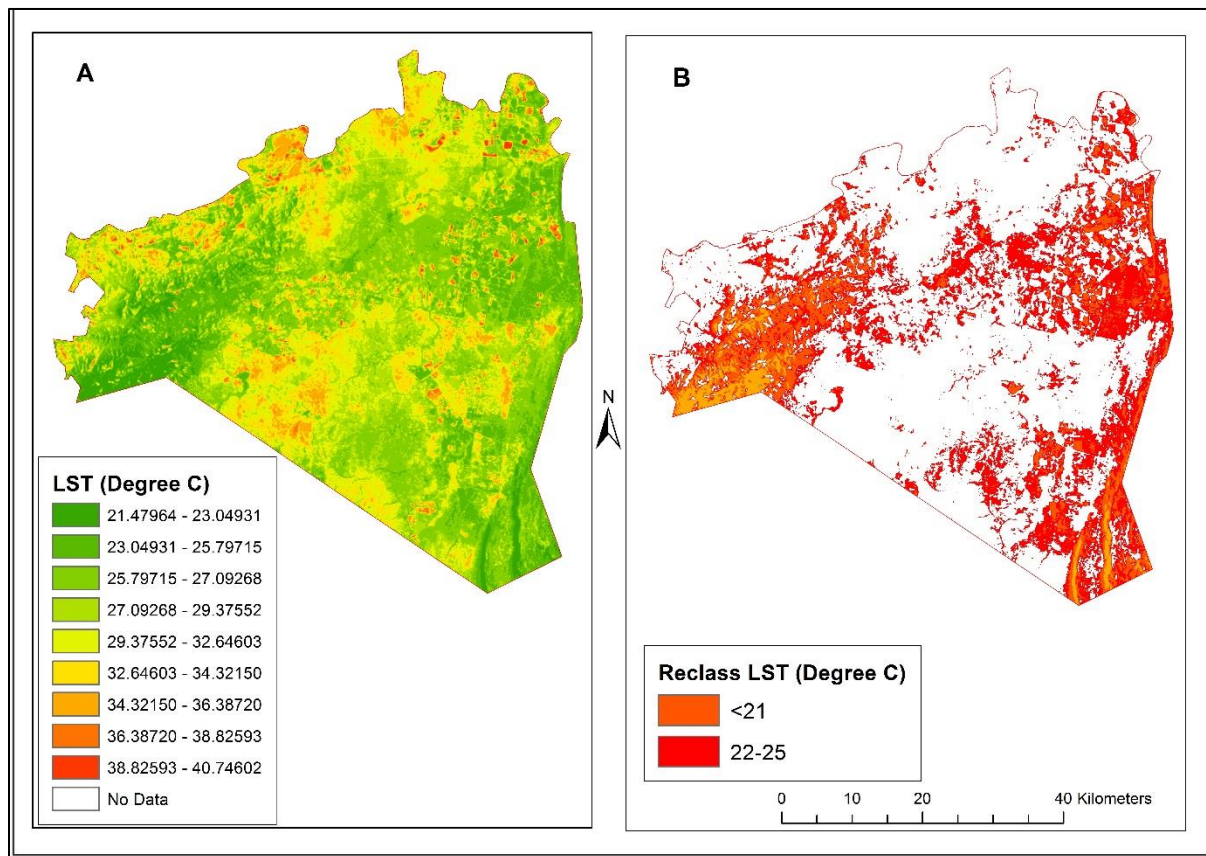 A
B
N
LST (Degree C)
21.47964 - 23.04931
23.04931 - 25.79715
25.79715 - 27.09268
27.09268 - 29.37552
29.37552 - 32.64603
32.64603 - 34.32150
34.32150 - 36.38720
36.38720 - 38.82593
38.82593 - 40.74602
No Data
Reclass LST (Degree C)
<21
22-25
0 10 20 40 Kilometers